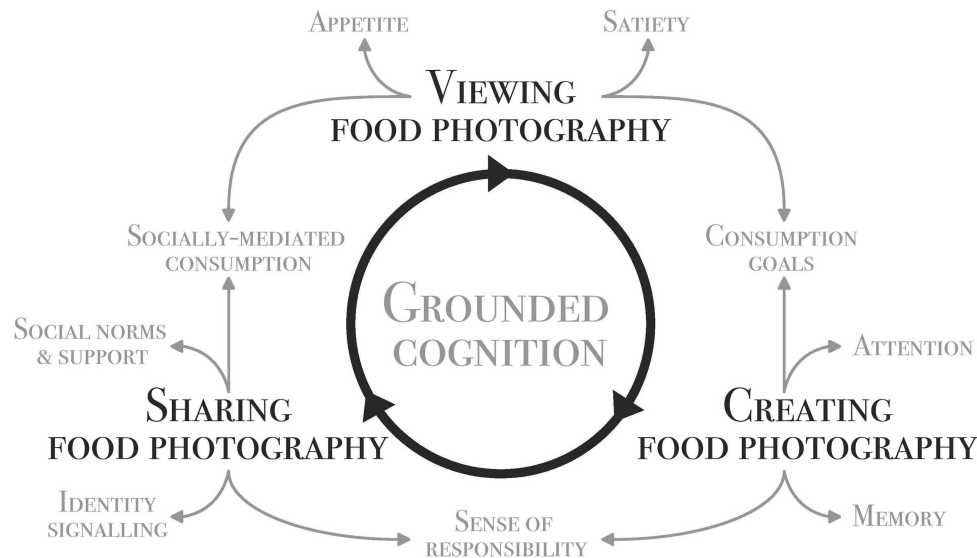 Appetite
Satiety
Viewing
food photography
Socially-mediated
consumption
Consumption
goals
Grounded
cognition
Social norms
& support
Attention
Sharing
food photography
Creating
food photography
Identity
signalling
Sense of
responsibility
Memory